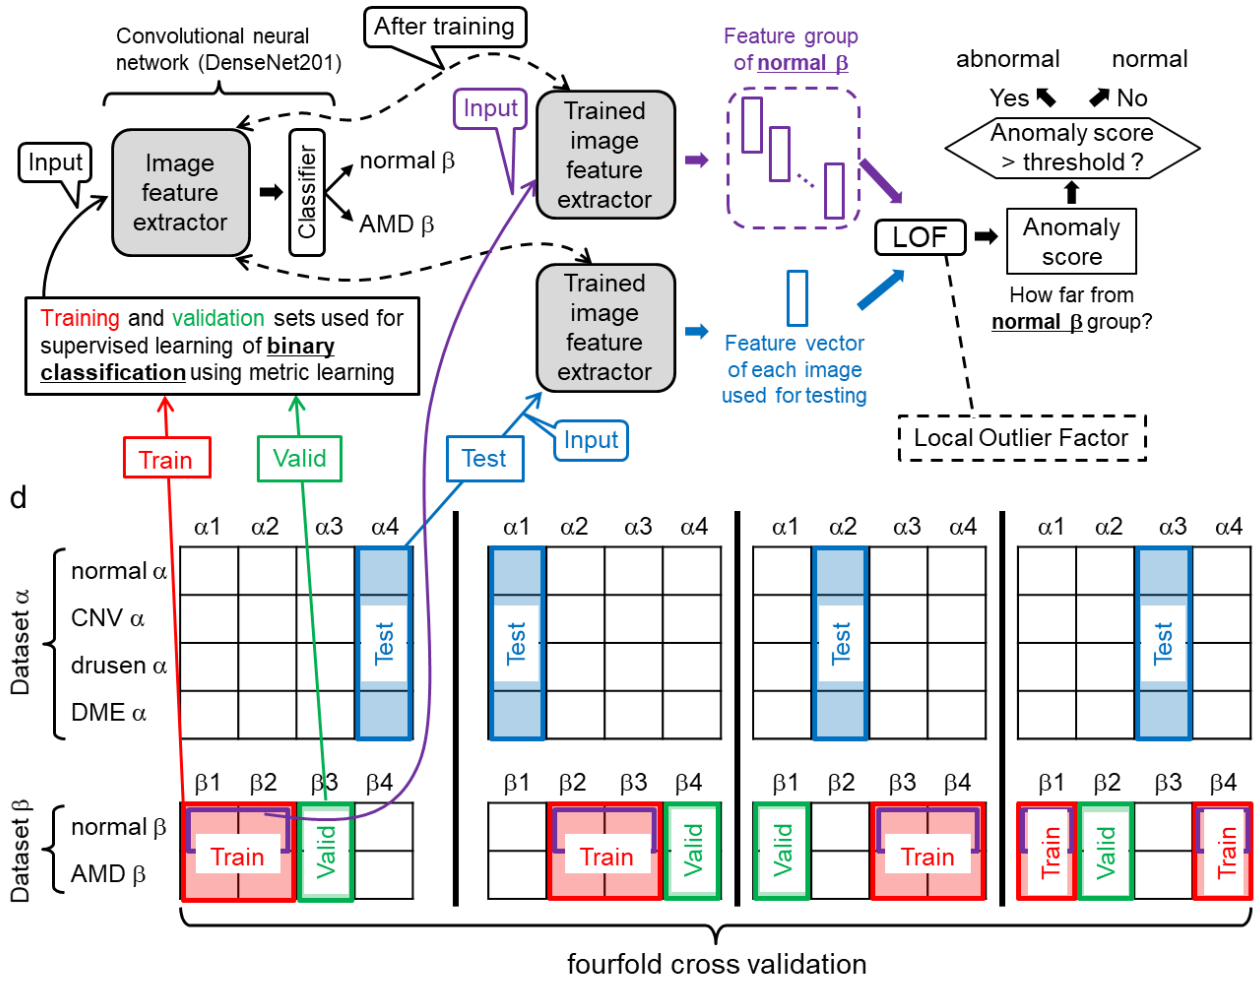 Convolutional neural
network (DenseNet201)
After training
Input
Image
feature
extractor
Classifier
normal β
AMD β
Input
Trained
image
feature
extractor
Feature group
of normal β
LOF
abnormal
normal
Yes
No
Anomaly score
> threshold ?
Anomaly
score
How far from
normal β group?
Trained
image
feature
extractor
Feature vector
of each image
used for testing
Local Outlier Factor
Training and validation sets used for
supervised learning of binary
classification using metric learning
Train
Valid
Test
Input
d
α1 α2 α3 α4
α1 α2 α3 α4
α1 α2 α3 α4
α1 α2 α3 α4
Dataset α
normal α
CNV α
drusen α
DME α
Test
Test
Test
Test
β1 β2 β3 β4
β1 β2 β3 β4
β1 β2 β3 β4
β1 β2 β3 β4
Dataset β
normal β
AMD β
Train
Valid
Train
Valid
Valid
Train
Train
Valid
Train
fourfold cross validation